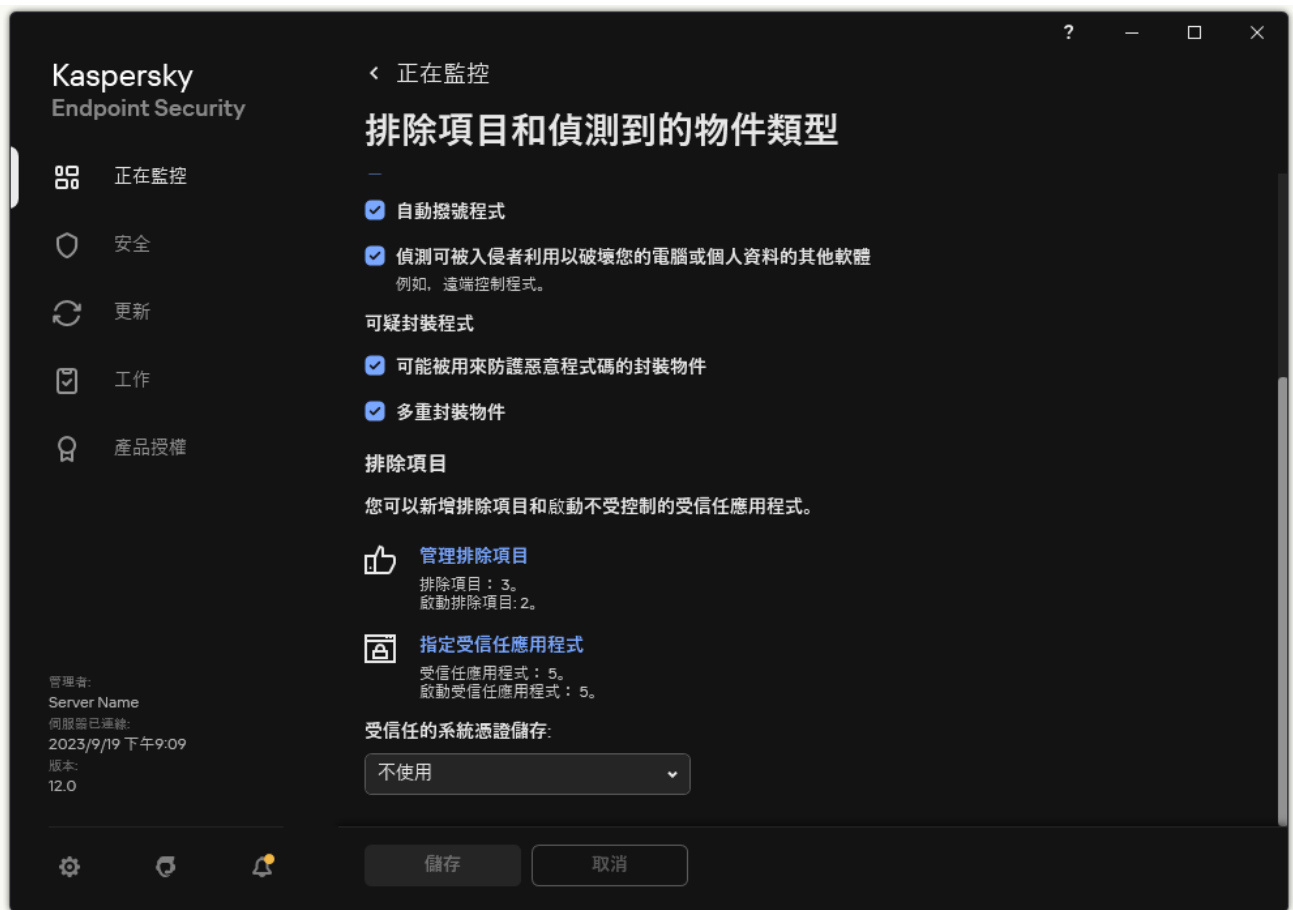 ?
Kaspersky
Endpoint Security
正在監控
安全
更新
工作
產品授權
管理者:
Server Name
伺服器已連線:
2023/9/19 下午9:09
版本:
12.0
正在監控
排除項目和偵測到的物件類型
自動撥號程式
偵測可被入侵者利用以破壞您的電腦或個人資料的其他軟體
例如，遠端控制程式。
可疑封裝程式
可能被用來防護惡意程式碼的封裝物件
多重封裝物件
排除項目
您可以新增排除項目和啟動不受控制的受信任應用程式。
管理排除項目
排除項目：3。
啟動排除項目: 2。
指定受信任應用程式
受信任應用程式：5。
啟動受信任應用程式：5。
受信任的系統憑證儲存:
不使用
儲存
取消